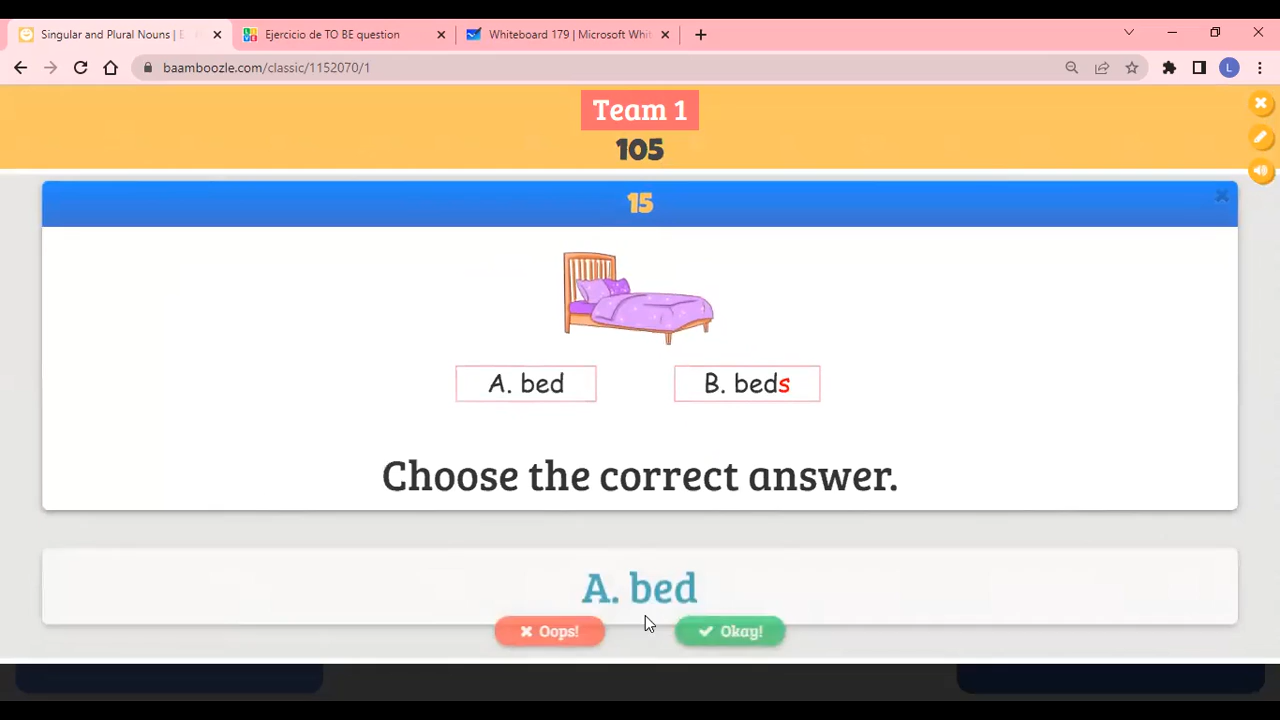 Singular and Plural Nouns | E
Ejercicio de TO BE question
Whiteboard 179 | Microsoft Whit
baamboozle.com/classic/1152070/1
L
Team 1
105
15
A. bed
B. beds
Choose the correct answer.
A. bed
Oops!
Okay!